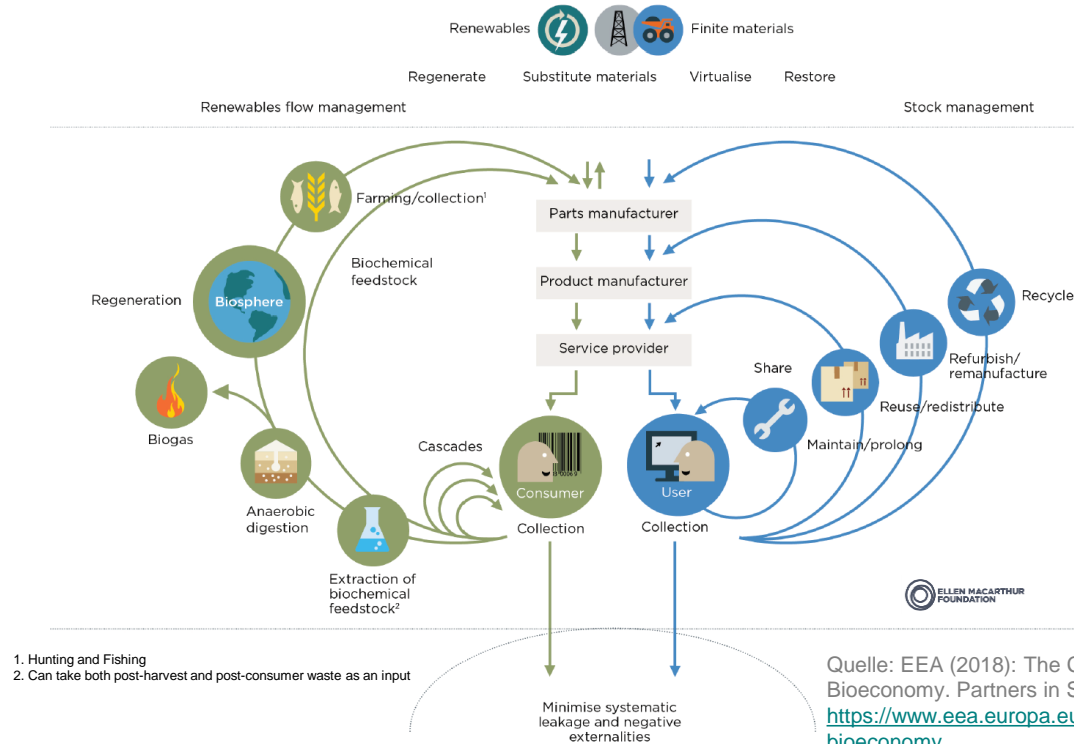 Renewables
Finite materials
Regenerate
Substitute materials
Virtualise
Restore
Renewables flow management
Stock management
Farming/collection¹
Parts manufacturer
Biochemical
feedstock
Regeneration
Biosphere
Product manufacturer
Recycle
Service provider
Share
Refurbish/
remanufacture
Reuse/redistribute
Biogas
Cascades
Maintain/prolong
Anaerobic
digestion
Consumer
User
Collection
Collection
Extraction of
biochemical
feedstock²
ELLEN MACARTHUR
FOUNDATION
1. Hunting and Fishing
2. Can take both post-harvest and post-consumer waste as an input
Minimise systematic
leakage and negative
externalities
Quelle: EEA (2018): The
Bioeconomy. Partners in
https://www.eea.europa.eu
bioeconomy